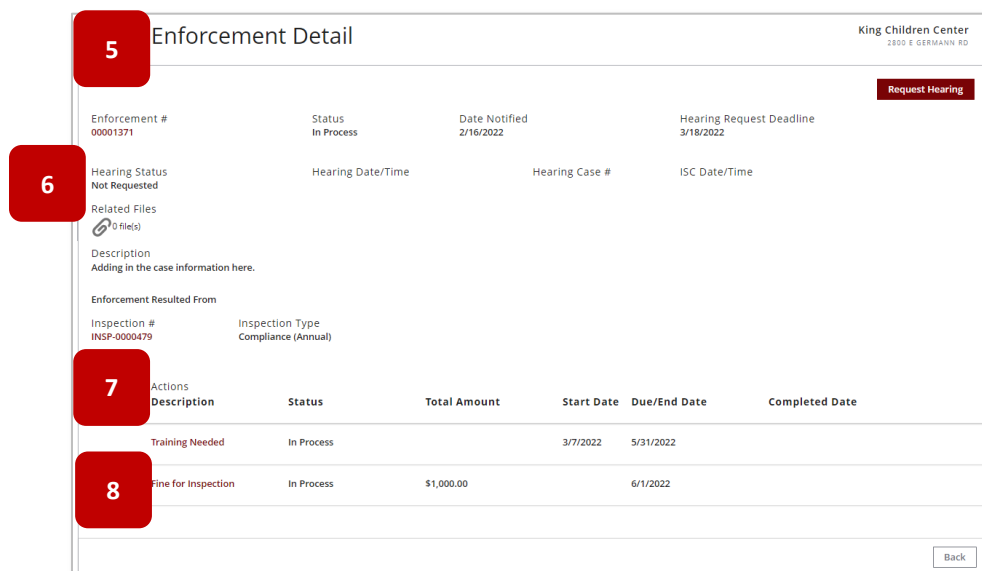 5
Enforcement Detail
King Children Center
2800 E GERMANN RD
Request Hearing
Enforcement # Status Date Notified Hearing Request Deadline
00001371 In Process 2/16/2022 3/18/2022
6
Hearing Status Hearing Date/Time Hearing Case # ISC Date/Time
Not Requested
Related Files
0 file(s)
Description
Adding in the case information here.
Enforcement Resulted From
Inspection # Inspection Type
INSP-0000479 Compliance (Annual)
7
Actions
Description Status Total Amount Start Date Due/End Date Completed Date
Training Needed In Process 3/7/2022 5/31/2022
8
Fine for Inspection In Process $1,000.00 6/1/2022
Back